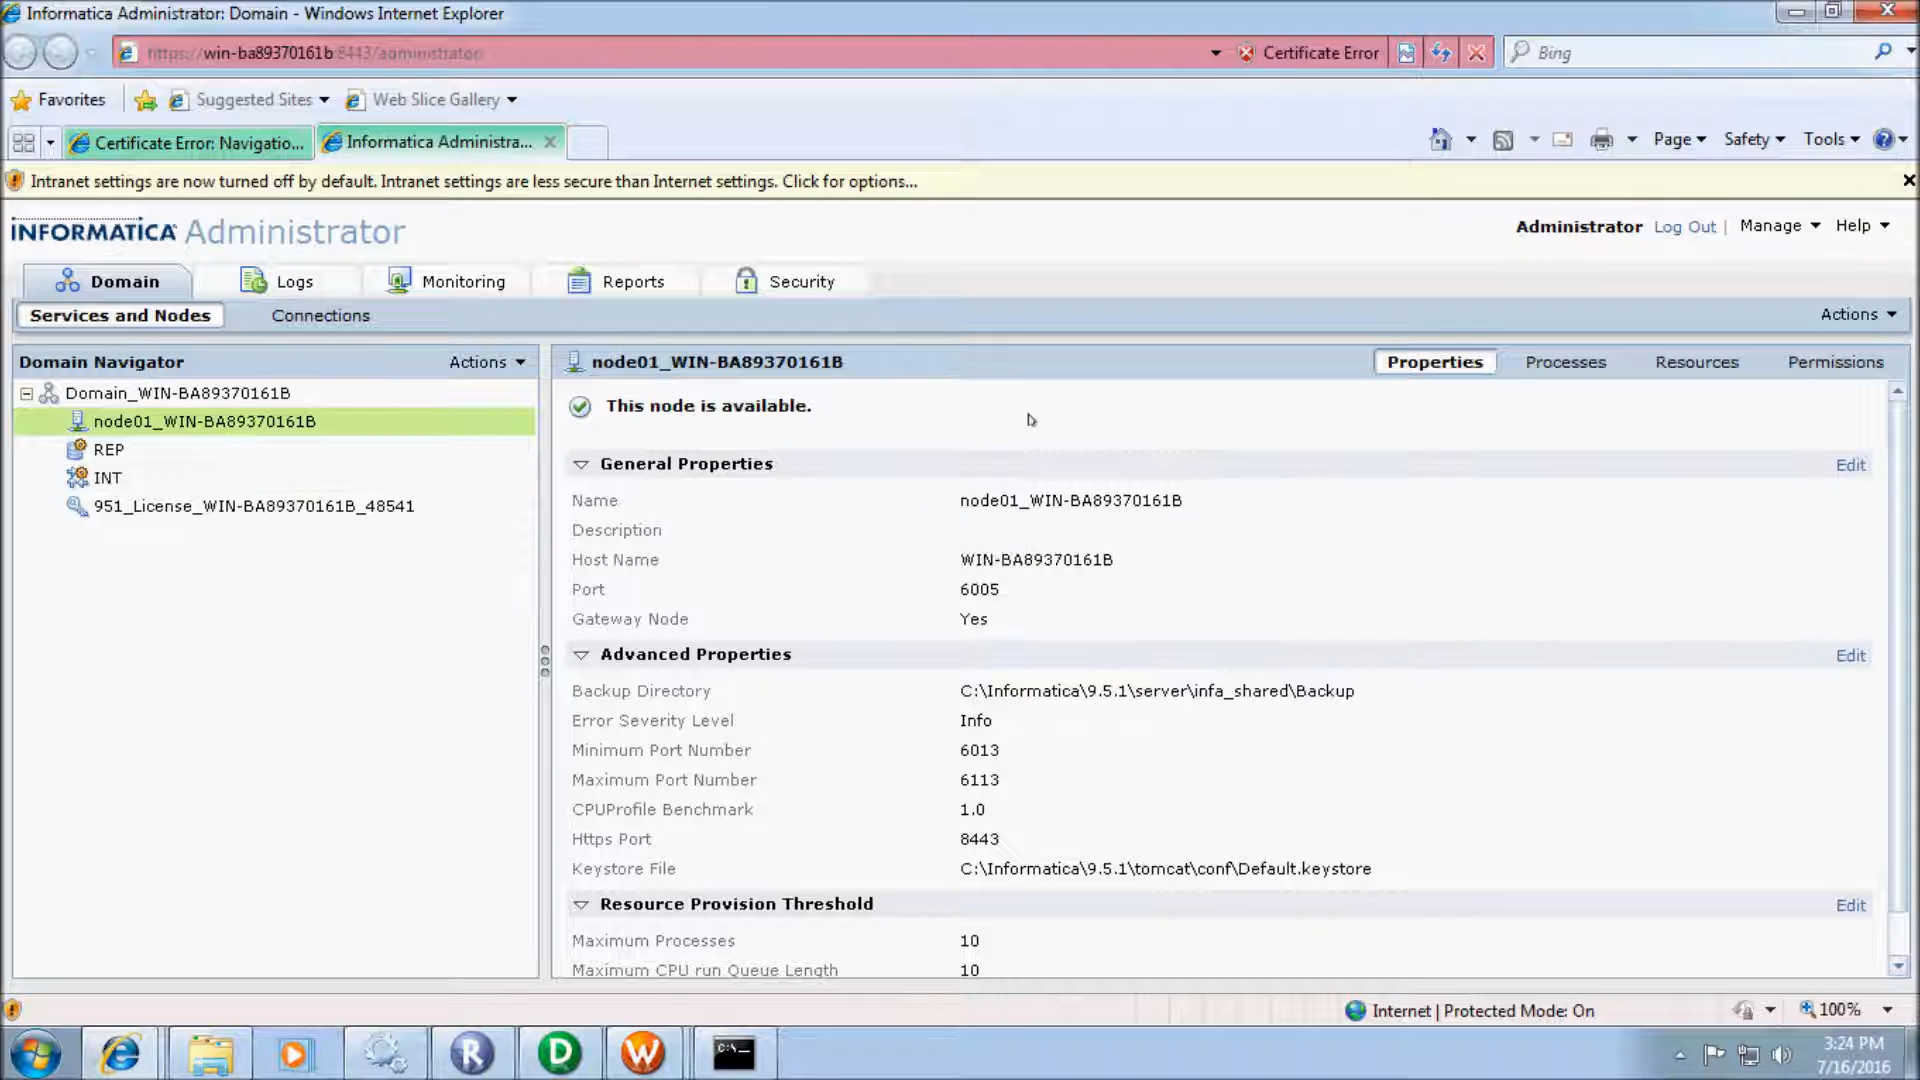 Informatica Administrator: Domain - Windows Internet Explorer
https://win-ba89370161b:8443/administrator/
Certificate Error
Bing
Favorites
Suggested Sites
Web Slice Gallery
Certificate Error: Navigatio...
Informatica Administra...
Page
Safety
Tools
Intranet settings are now turned off by default. Intranet settings are less secure than Internet settings. Click for options...
INFORMATICA Administrator
Administrator Log Out | Manage Help
Domain
Logs
Monitoring
Reports
Security
Services and Nodes
Connections
Actions
Domain Navigator
Actions
Domain_WIN-BA89370161B
node01_WIN-BA89370161B
REP
INT
951_License_WIN-BA89370161B_48541
node01_WIN-BA89370161B
Properties
Processes
Resources
Permissions
This node is available.
General Properties Edit
Name node01_WIN-BA89370161B
Description
Host Name WIN-BA89370161B
Port 6005
Gateway Node Yes
Advanced Properties Edit
Backup Directory C:\Informatica\9.5.1\server\infa_shared\Backup
Error Severity Level Info
Minimum Port Number 6013
Maximum Port Number 6113
CPUProfile Benchmark 1.0
Https Port 8443
Keystore File C:\Informatica\9.5.1\tomcat\conf\Default.keystore
Resource Provision Threshold Edit
Maximum Processes 10
Maximum CPU run Queue Length 10
Internet | Protected Mode: On
100%
R
D
W
C:\_
3:24 PM
7/16/2016